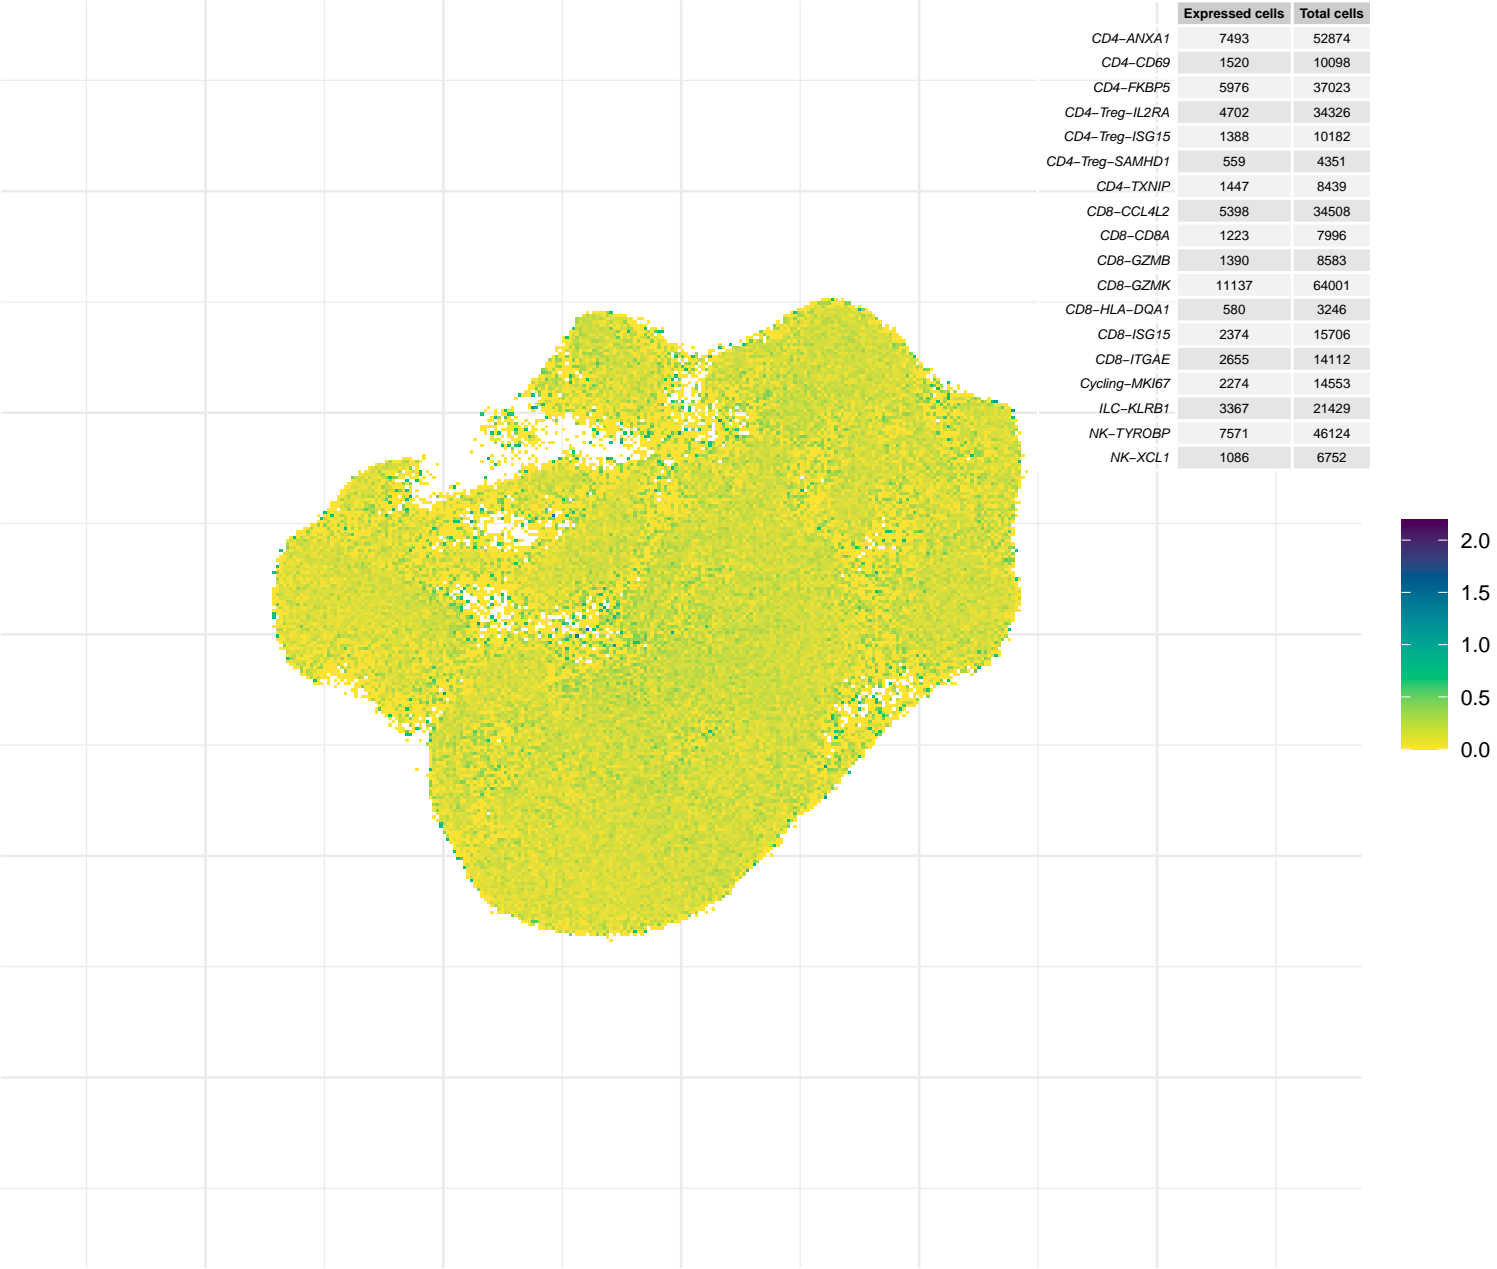 Expressed cells Total cells
CD4−ANXA1 7493 52874
CD4−CD69 1520 10098
CD4−FKBP5 5976 37023
CD4−Treg−IL2RA 4702 34326
CD4−Treg−ISG15 1388 10182
CD4−Treg−SAMHD1 559 4351
CD4−TXNIP 1447 8439
CD8−CCL4L2 5398 34508
CD8−CD8A 1223 7996
CD8−GZMB 1390 8583
CD8−GZMK 11137 64001
CD8−HLA−DQA1 580 3246
CD8−ISG15 2374 15706
CD8−ITGAE 2655 14112
Cycling−MKI67 2274 14553
ILC−KLRB1 3367 21429
NK−TYROBP 7571 46124
NK−XCL1 1086 6752
2.0
1.5
1.0
0.5
0.0